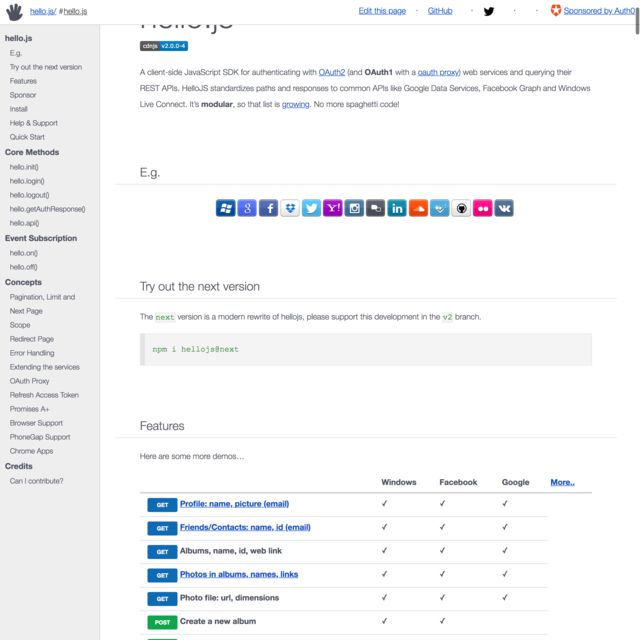 hello.js/ #hello.js
Edit this page · GitHub · · · Sponsored by Auth0
hello.js
E.g.
Try out the next version
Features
Sponsor
Install
Help & Support
Quick Start
Core Methods
hello.init()
hello.login()
hello.logout()
hello.getAuthResponse()
hello.api()
Event Subscription
hello.on()
hello.off()
Concepts
Pagination, Limit and
Next Page
Scope
Redirect Page
Error Handling
Extending the services
OAuth Proxy
Refresh Access Token
Promises A+
Browser Support
PhoneGap Support
Chrome Apps
Credits
Can I contribute?
hello.js
cdnjs v2.0.0-4
A client-side JavaScript SDK for authenticating with OAuth2 (and OAuth1 with a oauth proxy) web services and querying their
REST APIs. HelloJS standardizes paths and responses to common APIs like Google Data Services, Facebook Graph and Windows
Live Connect. It's modular, so that list is growing. No more spaghetti code!
E.g.
Try out the next version
The next version is a modern rewrite of hellojs, please support this development in the v2 branch.
npm i hellojs@next
Features
Here are some more demos…
Windows Facebook Google More..
GET Profile: name, picture (email) ✓ ✓ ✓
GET Friends/Contacts: name, id (email) ✓ ✓ ✓
GET Albums, name, id, web link ✓ ✓ ✓
GET Photos in albums, names, links ✓ ✓ ✓
GET Photo file: url, dimensions ✓ ✓ ✓
POST Create a new album ✓ ✓